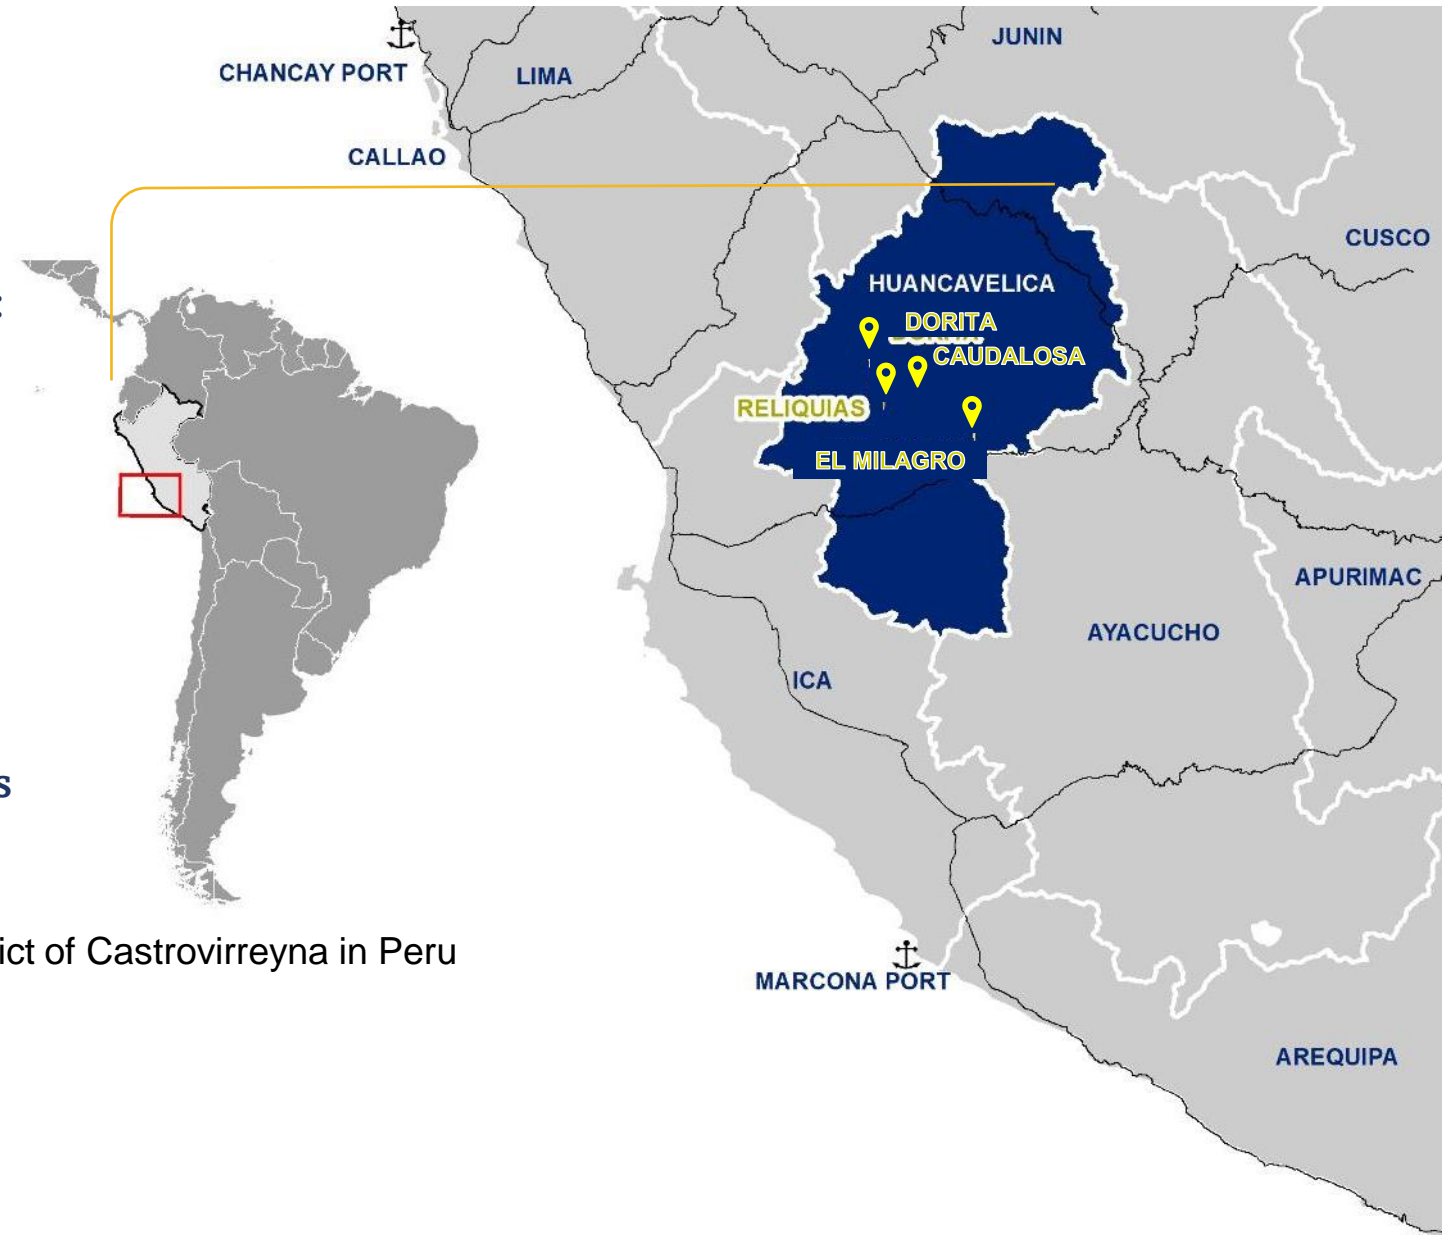 JUNIN
CHANCAY PORT
LIMA
CALLAO
CUSCO
HUANCAVELICA
:
DORITA
CAUDALOSA
RELIQUIAS
EL MILAGRO
APURIMAC
AYACUCHO
ICA
s
ict of Castrovirreyna in Peru
MARCONA PORT
AREQUIPA